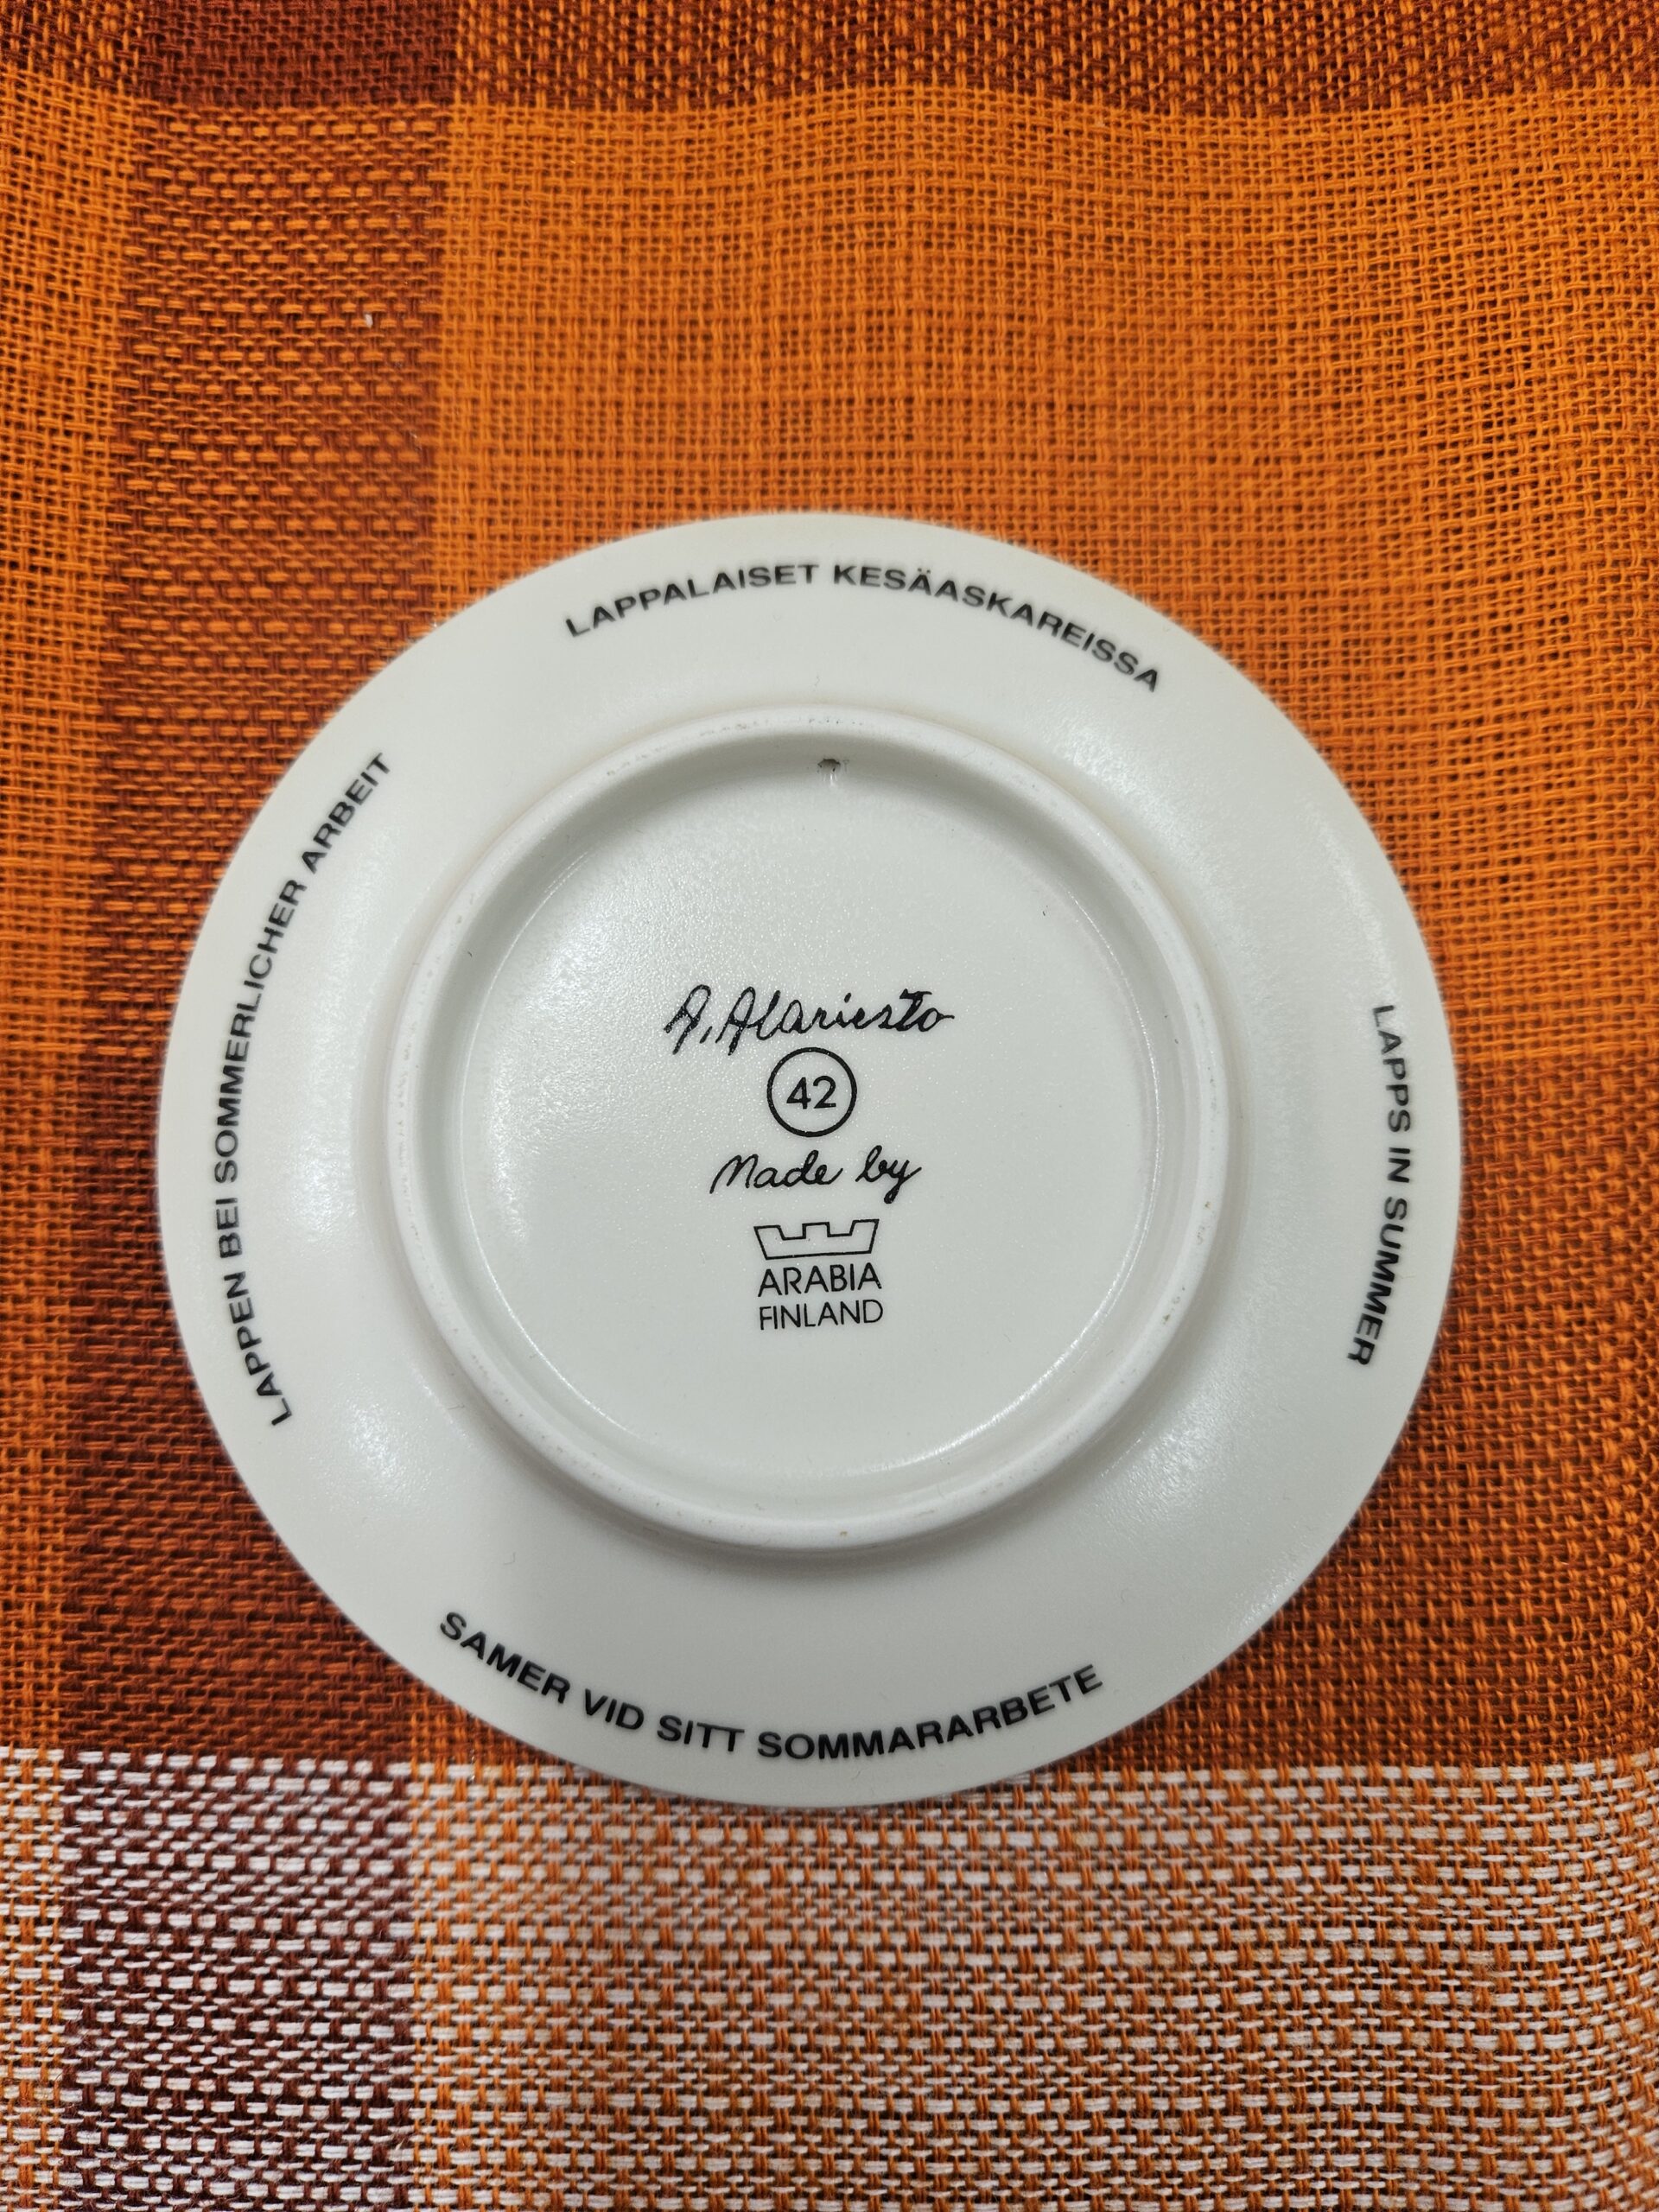 LAPPALAISET KESÄASKAREISSA
LAPPS IN SUMMER
SAMER VID SITT SOMMARARBETE
LAPPEN BEI SOMMERLICHER ARBEIT
A. Alariesto
42
Made by
ARABIA
FINLAND